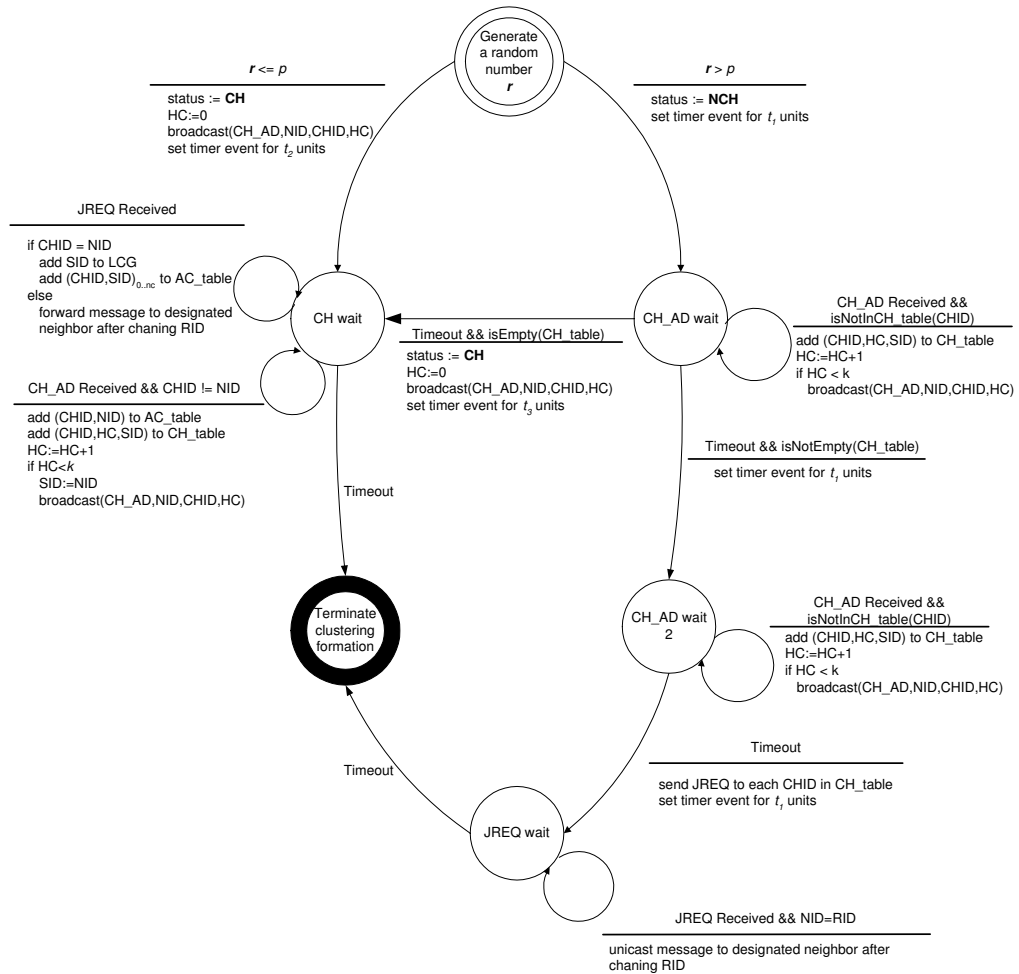 Generate
a random
number
r
r <= p
status := CH
HC:=0
broadcast(CH_AD,NID,CHID,HC)
set timer event for t2 units
r > p
status := NCH
set timer event for t1 units
JREQ Received
if CHID = NID
add SID to LCG
add (CHID,SID)0..nc to AC_table
else
forward message to designated
neighbor after chaning RID
CH wait
CH_AD wait
CH_AD Received &&
isNotInCH_table(CHID)
add (CHID,HC,SID) to CH_table
HC:=HC+1
if HC < k
broadcast(CH_AD,NID,CHID,HC)
Timeout && isEmpty(CH_table)
status := CH
HC:=0
broadcast(CH_AD,NID,CHID,HC)
set timer event for t3 units
CH_AD Received && CHID != NID
add (CHID,NID) to AC_table
add (CHID,HC,SID) to CH_table
HC:=HC+1
if HC<k
SID:=NID
broadcast(CH_AD,NID,CHID,HC)
Timeout && isNotEmpty(CH_table)
set timer event for t1 units
Timeout
Terminate
clustering
formation
CH_AD wait
2
CH_AD Received &&
isNotInCH_table(CHID)
add (CHID,HC,SID) to CH_table
HC:=HC+1
if HC < k
broadcast(CH_AD,NID,CHID,HC)
Timeout
Timeout
send JREQ to each CHID in CH_table
set timer event for t1 units
JREQ wait
JREQ Received && NID=RID
unicast message to designated neighbor after
chaning RID